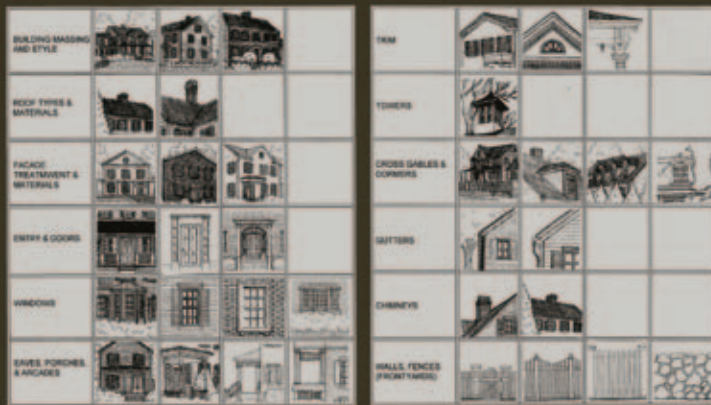 BUILDING MASSING
AND STYLE
ROOF TYPES &
MATERIALS
FACADE
TREATMENT &
MATERIALS
ENTRY & DOORS
WINDOWS
EAVES, PORCHES,
& ARCADES
TRIM
TOWERS
CROSS GABLES &
DORMERS
GUTTERS
CHIMNEYS
WALLS, FENCES
(FRONTYARDS)